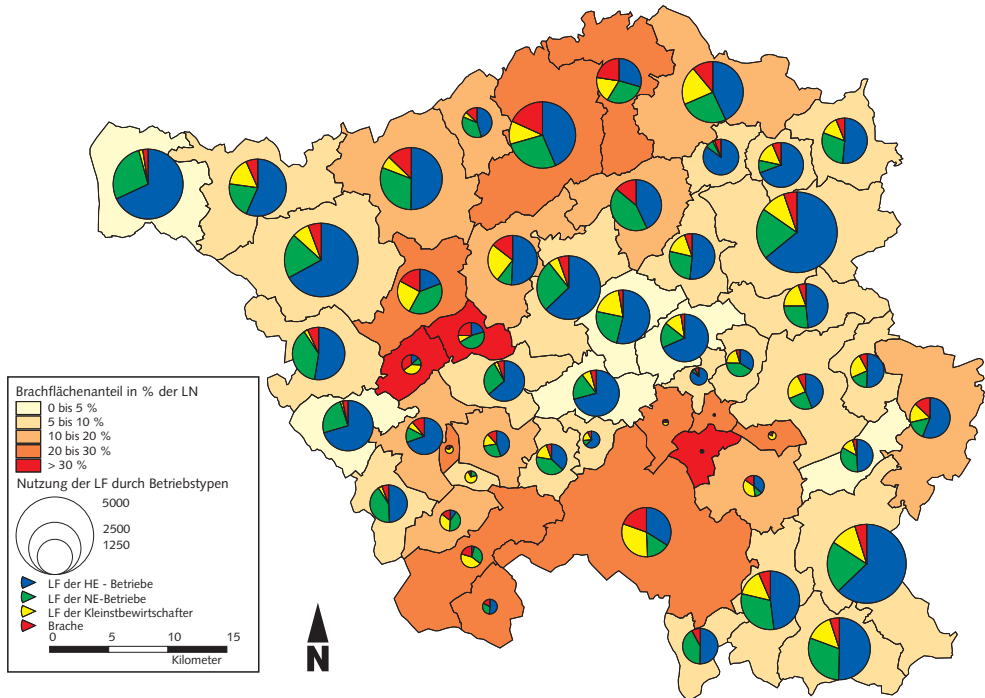 Brachflächenanteil in % der LN
0 bis 5 %
5 bis 10 %
10 bis 20 %
20 bis 30 %
> 30 %
Nutzung der LF durch Betriebstypen
5000
2500
1250
LF der HE - Betriebe
LF der NE-Betriebe
LF der Kleinstbewirtschafter
Brache
0 5 10 15
Kilometer
N